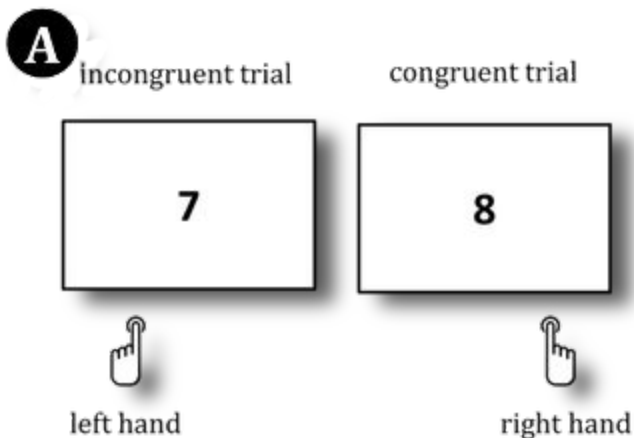 A
incongruent trial
congruent trial
7
8
left hand
right hand